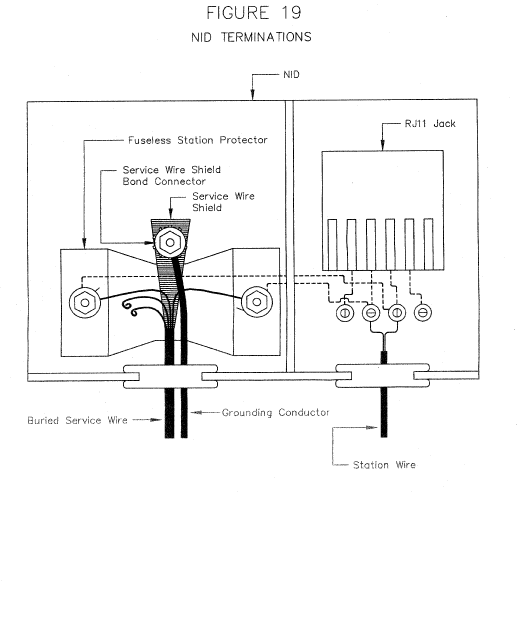 FIGURE 19
NID TERMINATIONS
NID
RJ11 Jack
Fuseless Station Protector
Service Wire Shield
Bond Connector
Service Wire
Shield
Buried Service Wire
Grounding Conductor
Station Wire